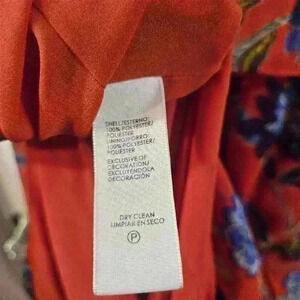 SHELL/ESTERNO:
100% POLYESTER/
POLIESTER
LINING/FORRO:
100% POLYESTER/
POLIESTER
EXCLUSIVE OF
DECORATION/
EXCLUYÉNDOLA
DECORACIÓN
DRY CLEAN
LIMPIAR EN SECO
P